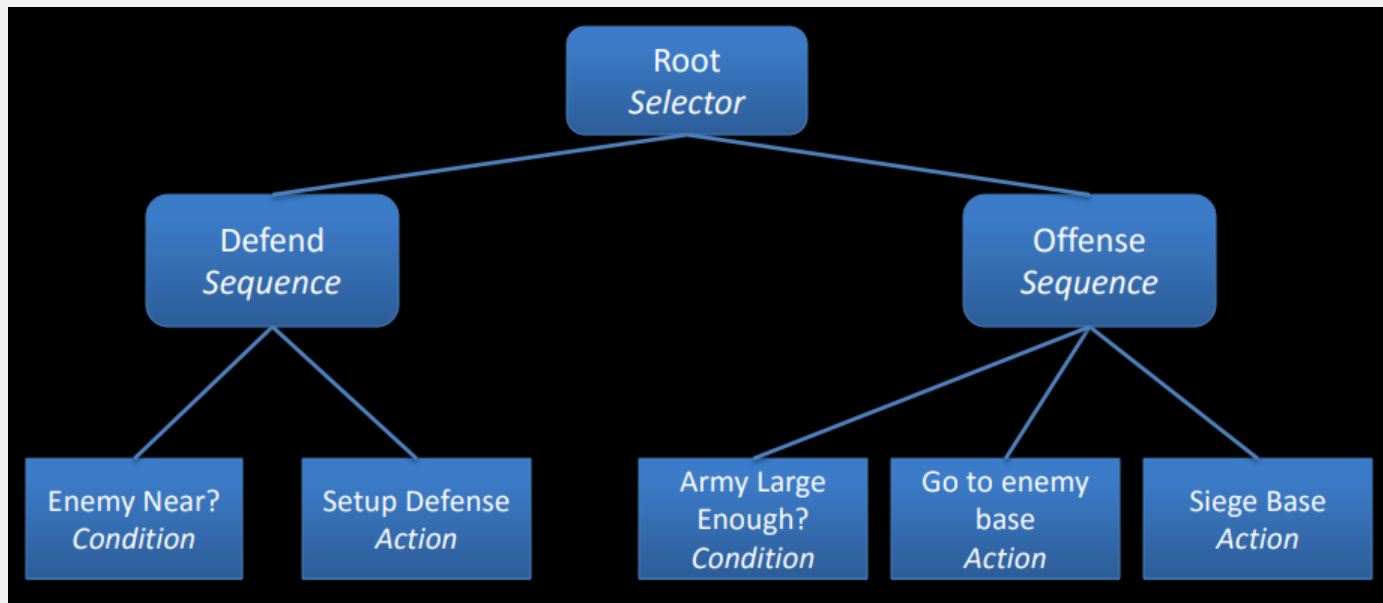 Root
Selector
Defend
Sequence
Offense
Sequence
Enemy Near?
Condition
Setup Defense
Action
Army Large
Enough?
Condition
Go to enemy
base
Action
Siege Base
Action